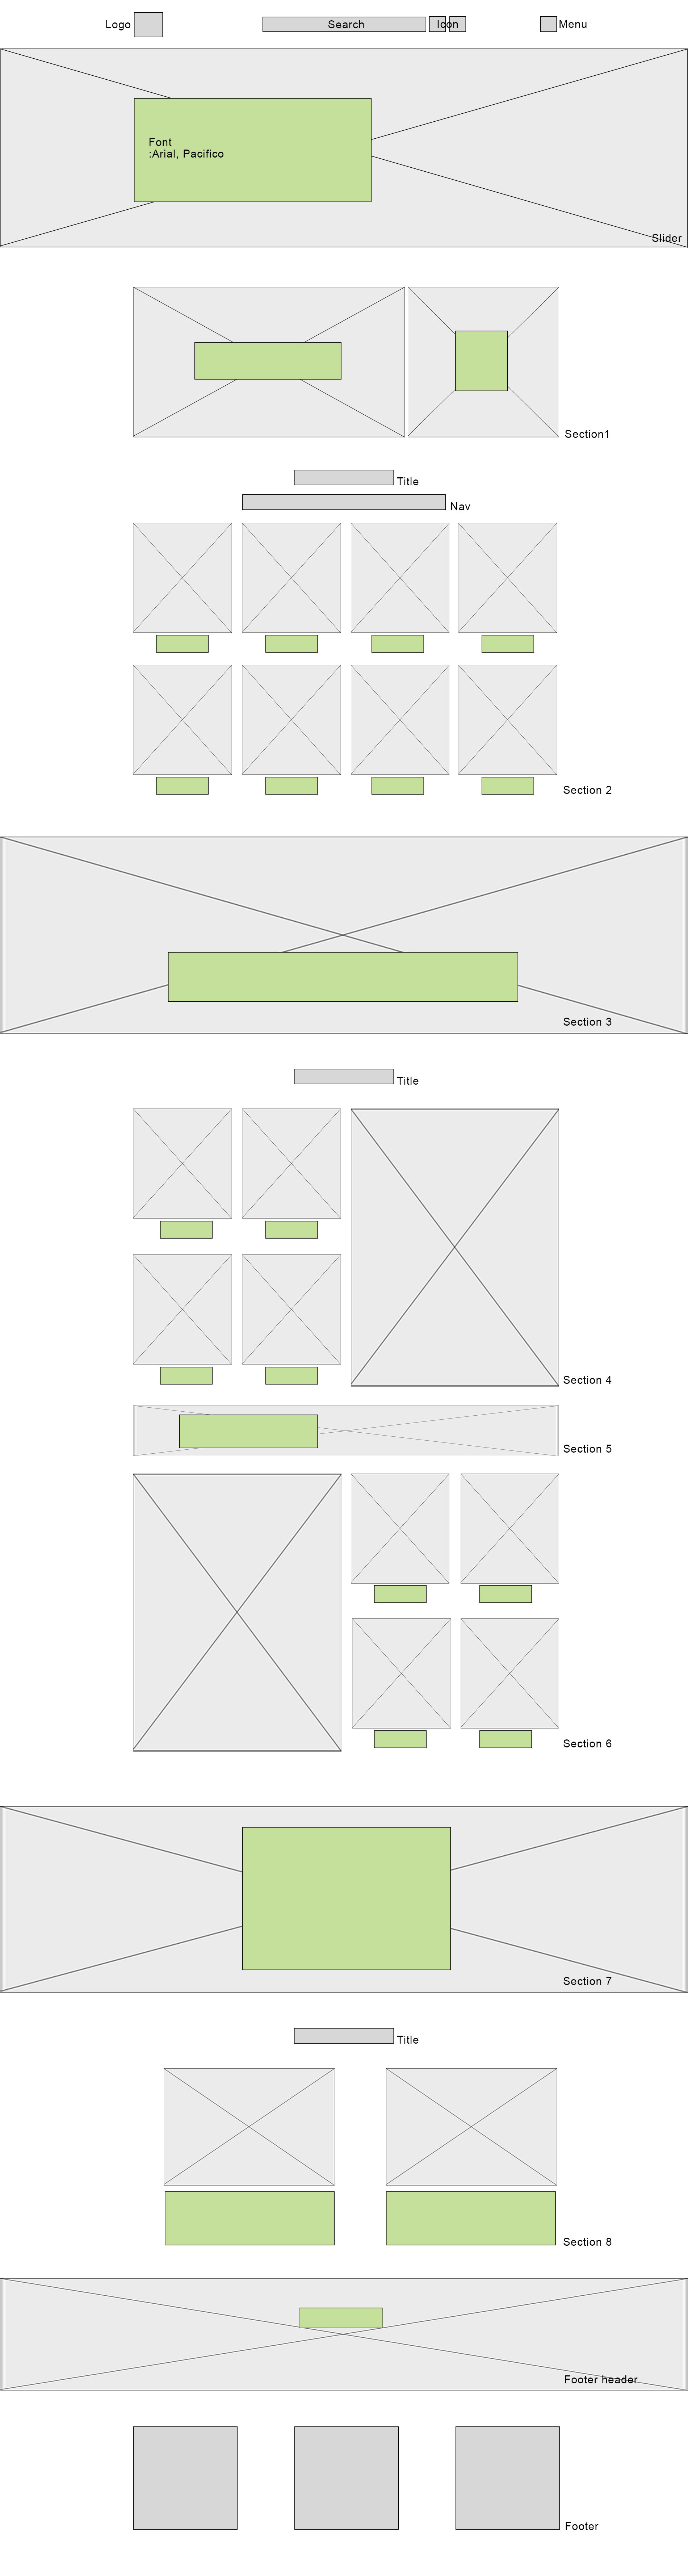 Logo
Search
Icon
Menu
Font
:Arial, Pacifico
Slider
Section1
Title
Nav
Section 2
Section 3
Title
Section 4
Section 5
Section 6
Section 7
Title
Section 8
Footer header
Footer